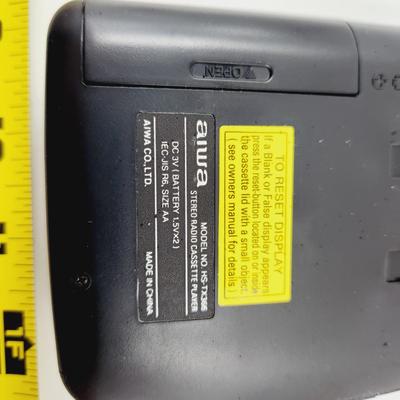 OPEN
aiwa
MODEL NO. HS-TX366
STEREO RADIO CASSETTE PLAYER
DC 3V (BATTERY 1.5V×2)
IEC·JIS R6, SIZE AA
AIWA CO., LTD.
MADE IN CHINA
TO RESET DISPLAY
If a Blank or False display appears
press the reset-button located on or inside
the cassette lid with a small object.
(see owners manual for details)
1F